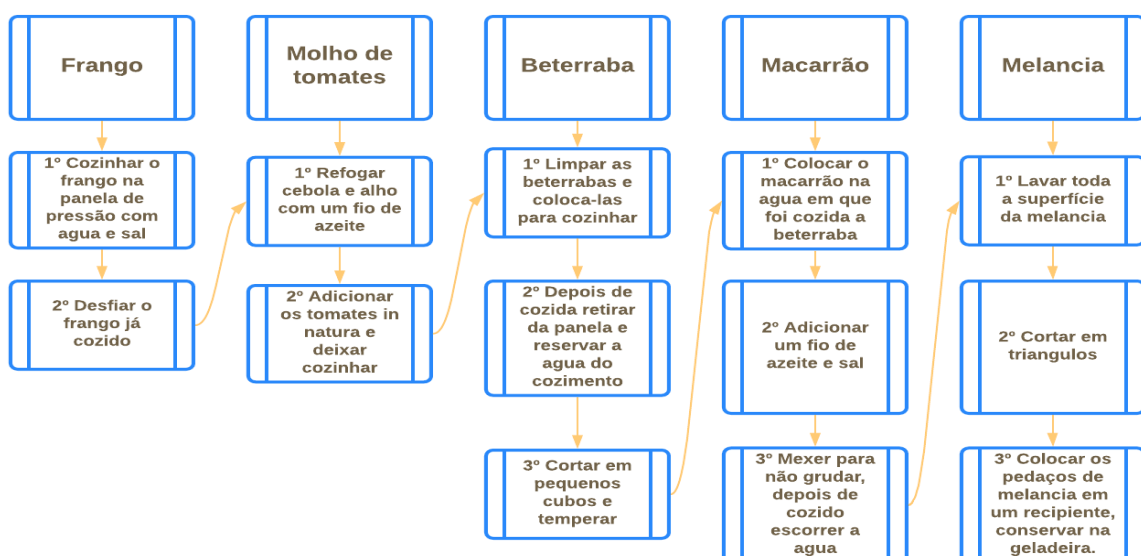 Frango
1º Cozinhar o
frango na
panela de
pressão com
agua e sal
2º Desfiar o
frango já
cozido
Molho de
tomates
1º Refogar
cebola e alho
com um fio de
azeite
2º Adicionar
os tomates in
natura e
deixar
cozinhar
Beterraba
1º Limpar as
beterrabas e
coloca-las
para cozinhar
2º Depois de
cozida retirar
da panela e
reservar a
agua do
cozimento
3º Cortar em
pequenos
cubos e
temperar
Macarrão
1º Colocar o
macarrão na
agua em que
foi cozida a
beterraba
2º Adicionar
um fio de
azeite e sal
3º Mexer para
não grudar,
depois de
cozido
escorrer a
agua
Melancia
1º Lavar toda
a superfície
da melancia
2º Cortar em
triangulos
3º Colocar os
pedaços de
melancia em
um recipiente,
conservar na
geladeira.